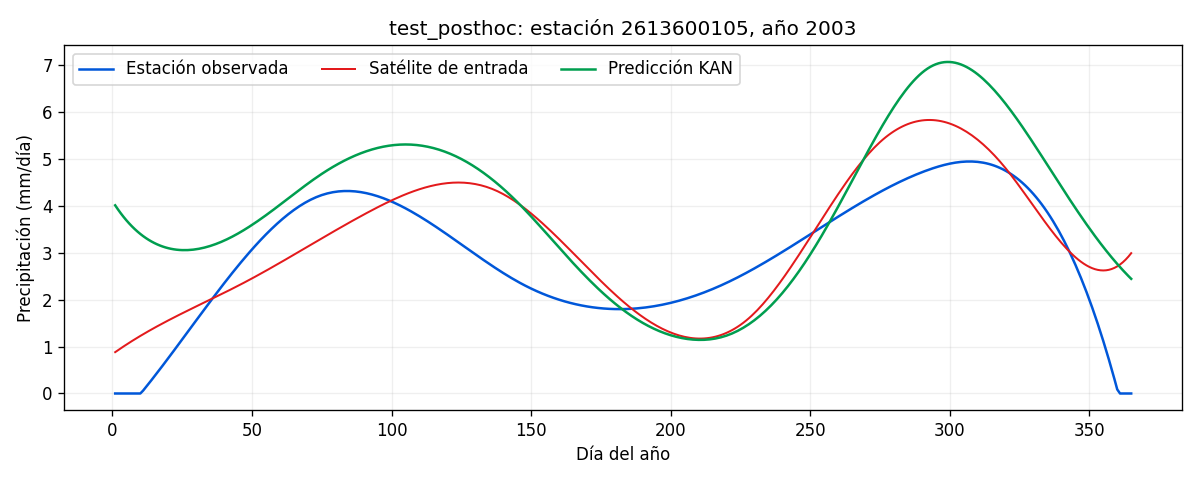 test_posthoc: estación 2613600105, año 2003
Estación observada
Satélite de entrada
Predicción KAN
Precipitación (mm/día)
7
6
5
4
3
2
1
0
0
50
100
150
200
250
300
350
Día del año